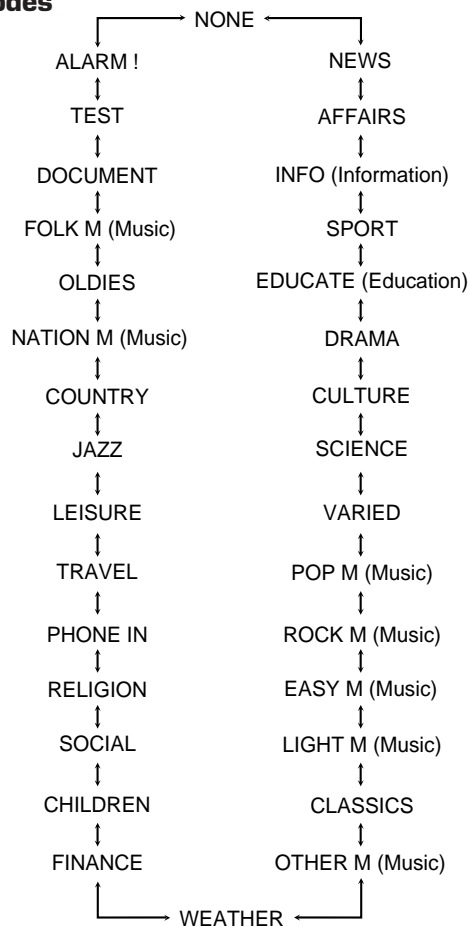 NONE
ALARM !
TEST
DOCUMENT
FOLK M (Music)
OLDIES
NATION M (Music)
COUNTRY
JAZZ
LEISURE
TRAVEL
PHONE IN
RELIGION
SOCIAL
CHILDREN
FINANCE
NEWS
AFFAIRS
INFO (Information)
SPORT
EDUCATE (Education)
DRAMA
CULTURE
SCIENCE
VARIED
POP M (Music)
ROCK M (Music)
EASY M (Music)
LIGHT M (Music)
CLASSICS
OTHER M (Music)
WEATHER